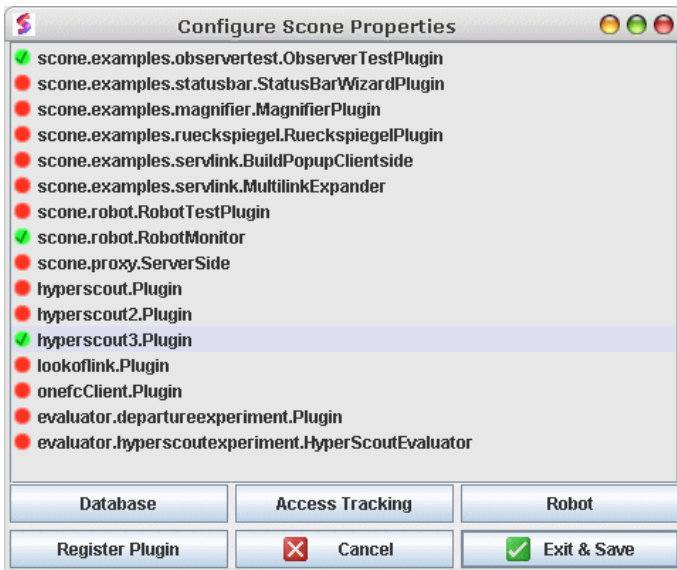 Configure Scone Properties
scone.examples.observertest.ObserverTestPlugin
scone.examples.statusbar.StatusBarWizardPlugin
scone.examples.magnifier.MagnifierPlugin
scone.examples.rueckspiegel.RueckspiegelPlugin
scone.examples.servlink.BuildPopupClientside
scone.examples.servlink.MultilinkExpander
scone.robot.RobotTestPlugin
scone.robot.RobotMonitor
scone.proxy.ServerSide
hyperscout.Plugin
hyperscout2.Plugin
hyperscout3.Plugin
lookoflink.Plugin
onefcClient.Plugin
evaluator.departureexperiment.Plugin
evaluator.hyperscoutexperiment.HyperScoutEvaluator
Database Access Tracking Robot
Register Plugin Cancel Exit & Save